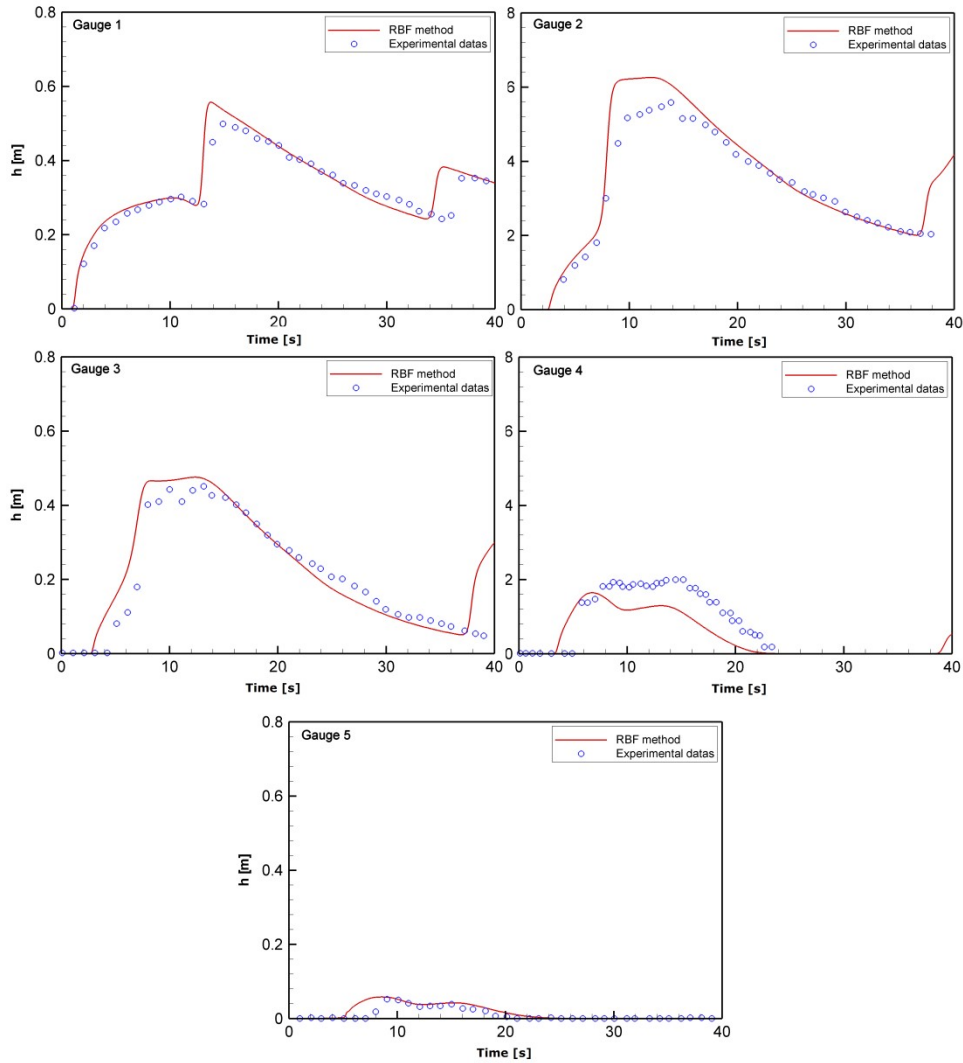 Gauge 1
RBF method
Experimental datas
0.8
0.6
0.4
0.2
0
h [m]
0 10 20 30 40
Time [s]
Gauge 2
RBF method
Experimental datas
8
6
4
2
0
0 10 20 30 40
Time [s]
Gauge 3
RBF method
Experimental datas
0.8
0.6
0.4
0.2
0
h [m]
0 10 20 30 40
Time [s]
Gauge 4
RBF method
Experimental datas
8
6
4
2
0
0 10 20 30 40
Time [s]
Gauge 5
RBF method
Experimental datas
0.8
0.6
0.4
0.2
0
h [m]
0 10 20 30 40
Time [s]